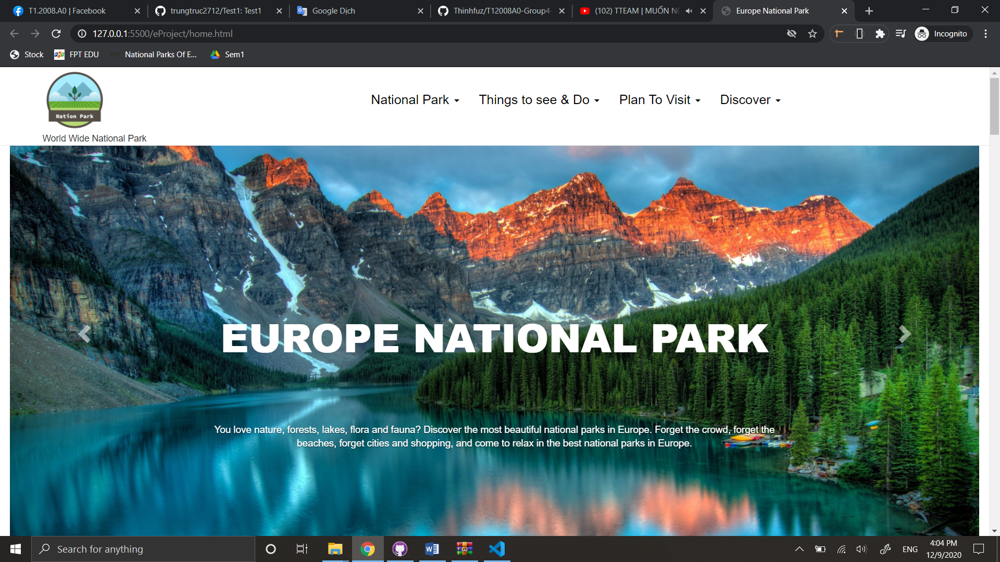 T1.2008.A0 | Facebook
trungtruc2712/Test1: Test1
Google Dịch
Thinhfuz/T12008A0-Group4-
(102) TTEAM | MUỐN N
Europe National Park
127.0.0.1:5500/eProject/home.html
Incognito
Stock
FPT EDU
National Parks Of E...
Sem1
Nation Park
World Wide National Park
National Park
Things to see & Do
Plan To Visit
Discover
EUROPE NATIONAL PARK
You love nature, forests, lakes, flora and fauna? Discover the most beautiful national parks in Europe. Forget the crowd, forget the
beaches, forget cities and shopping, and come to relax in the best national parks in Europe.
Search for anything
ENG
4:04 PM
12/9/2020